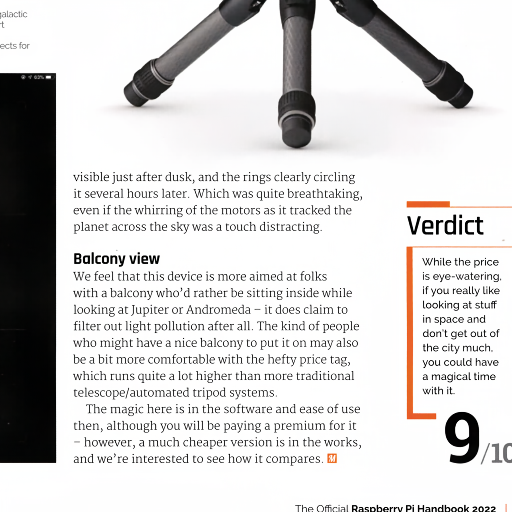 galactic
ects for
83%
visible just after dusk, and the rings clearly circling
it several hours later. Which was quite breathtaking,
even if the whirring of the motors as it tracked the
planet across the sky was a touch distracting.
Balcony view
We feel that this device is more aimed at folks
with a balcony who’d rather be sitting inside while
looking at Jupiter or Andromeda – it does claim to
filter out light pollution after all. The kind of people
who might have a nice balcony to put it on may also
be a bit more comfortable with the hefty price tag,
which runs quite a lot higher than more traditional
telescope/automated tripod systems.
The magic here is in the software and ease of use
then, although you will be paying a premium for it
– however, a much cheaper version is in the works,
and we’re interested to see how it compares.
Verdict
While the price
is eye-watering,
if you really like
looking at stuff
in space and
don’t get out of
the city much,
you could have
a magical time
with it.
9/10
The Official Raspberry Pi Handbook 2022